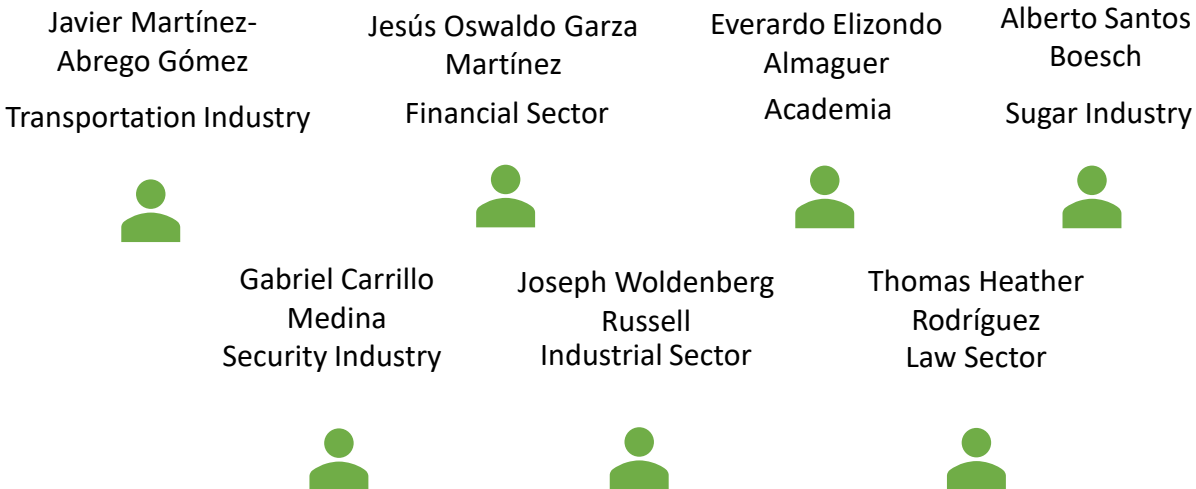 Javier Martínez-
Abrego Gómez
Transportation Industry
Jesús Oswaldo Garza
Martínez
Financial Sector
Everardo Elizondo
Almaguer
Academia
Alberto Santos
Boesch
Sugar Industry
Gabriel Carrillo
Medina
Security Industry
Joseph Woldenberg
Russell
Industrial Sector
Thomas Heather
Rodríguez
Law Sector